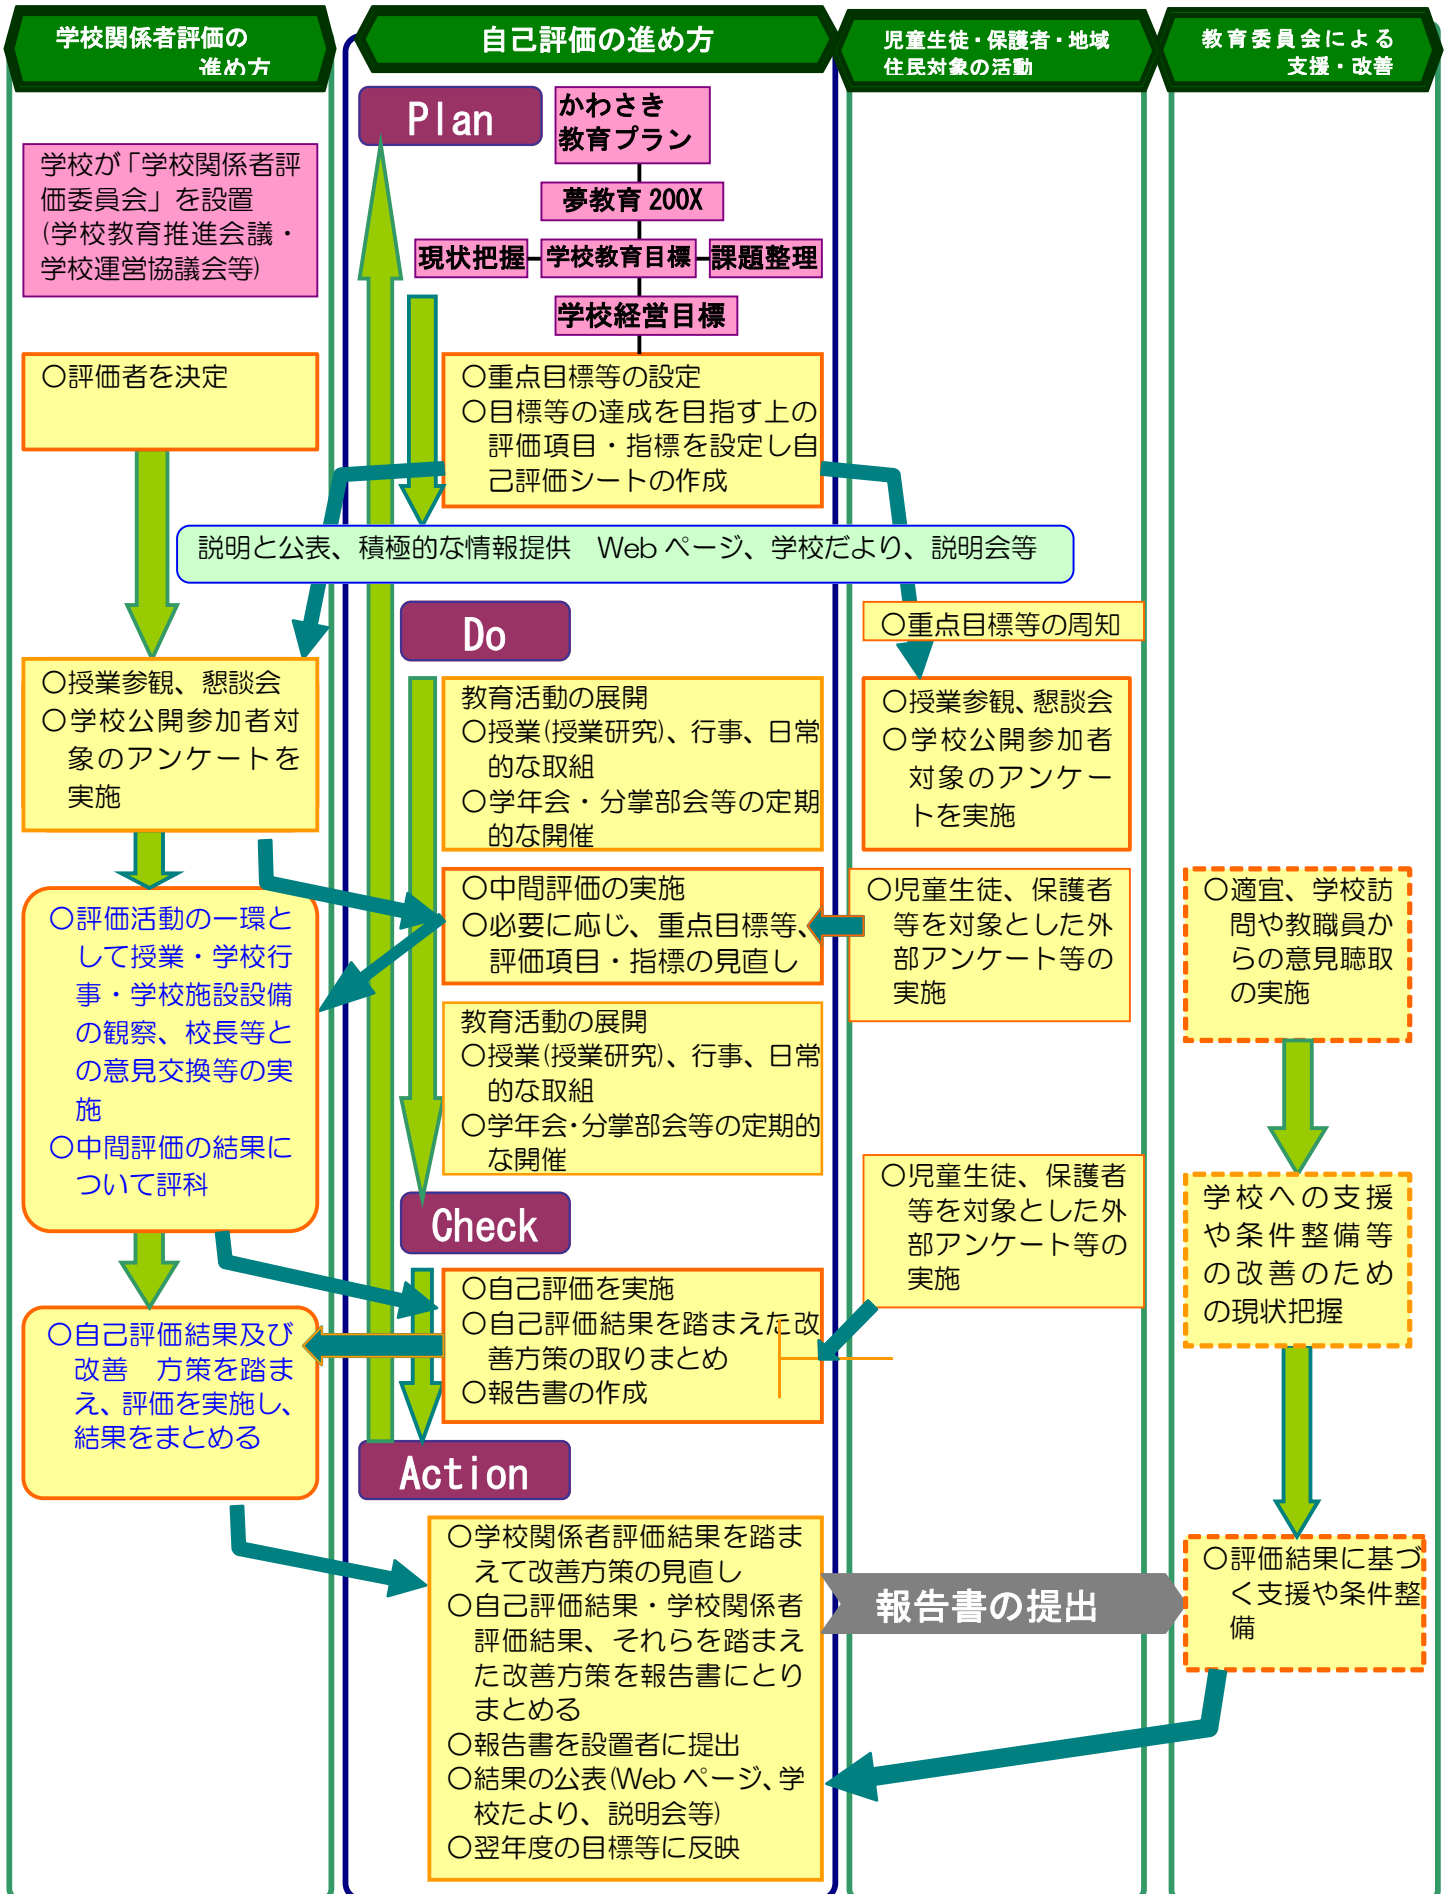 学校関係者評価の
進め方
学校が「学校関係者評
価委員会」を設置
(学校教育推進会議・
学校運営協議会等)
〇評価者を決定
〇授業参観、懇談会
〇学校公開参加者対
象のアンケートを
実施
〇評価活動の一環と
して授業・学校行
事・学校施設設備
の観察、校長等と
の意見交換等の実
施
〇中間評価の結果に
ついて評科
〇自己評価結果及び
改善　方策を踏ま
え、評価を実施し、
結果をまとめる
自己評価の進め方
Plan
かわさき
教育プラン
夢教育 200X
現状把握
学校教育目標
課題整理
学校経営目標
〇重点目標等の設定
〇目標等の達成を目指す上の
評価項目・指標を設定し自
己評価シートの作成
説明と公表、積極的な情報提供　Web ページ、学校だより、説明会等
Do
教育活動の展開
〇授業(授業研究)、行事、日常
的な取組
〇学年会・分掌部会等の定期
的な開催
〇中間評価の実施
〇必要に応じ、重点目標等、
評価項目・指標の見直し
教育活動の展開
〇授業(授業研究)、行事、日常
的な取組
〇学年会・分掌部会等の定期的
な開催
Check
〇自己評価を実施
〇自己評価結果を踏まえた改
善方策の取りまとめ
〇報告書の作成
Action
〇学校関係者評価結果を踏ま
えて改善方策の見直し
〇自己評価結果・学校関係者
評価結果、それらを踏まえ
た改善方策を報告書にとり
まとめる
〇報告書を設置者に提出
〇結果の公表(Web ページ、学
校たより、説明会等)
〇翌年度の目標等に反映
児童生徒・保護者・地域
住民対象の活動
〇重点目標等の周知
〇授業参観、懇談会
〇学校公開参加者
対象のアンケー
トを実施
〇児童生徒、保護者
等を対象とした外
部アンケート等の
実施
〇児童生徒、保護者
等を対象とした外
部アンケート等の
実施
報告書の提出
教育委員会による
支援・改善
〇適宜、学校訪
問や教職員か
らの意見聴取
の実施
学校への支援
や条件整備等
の改善のため
の現状把握
〇評価結果に基づ
く支援や条件整
備